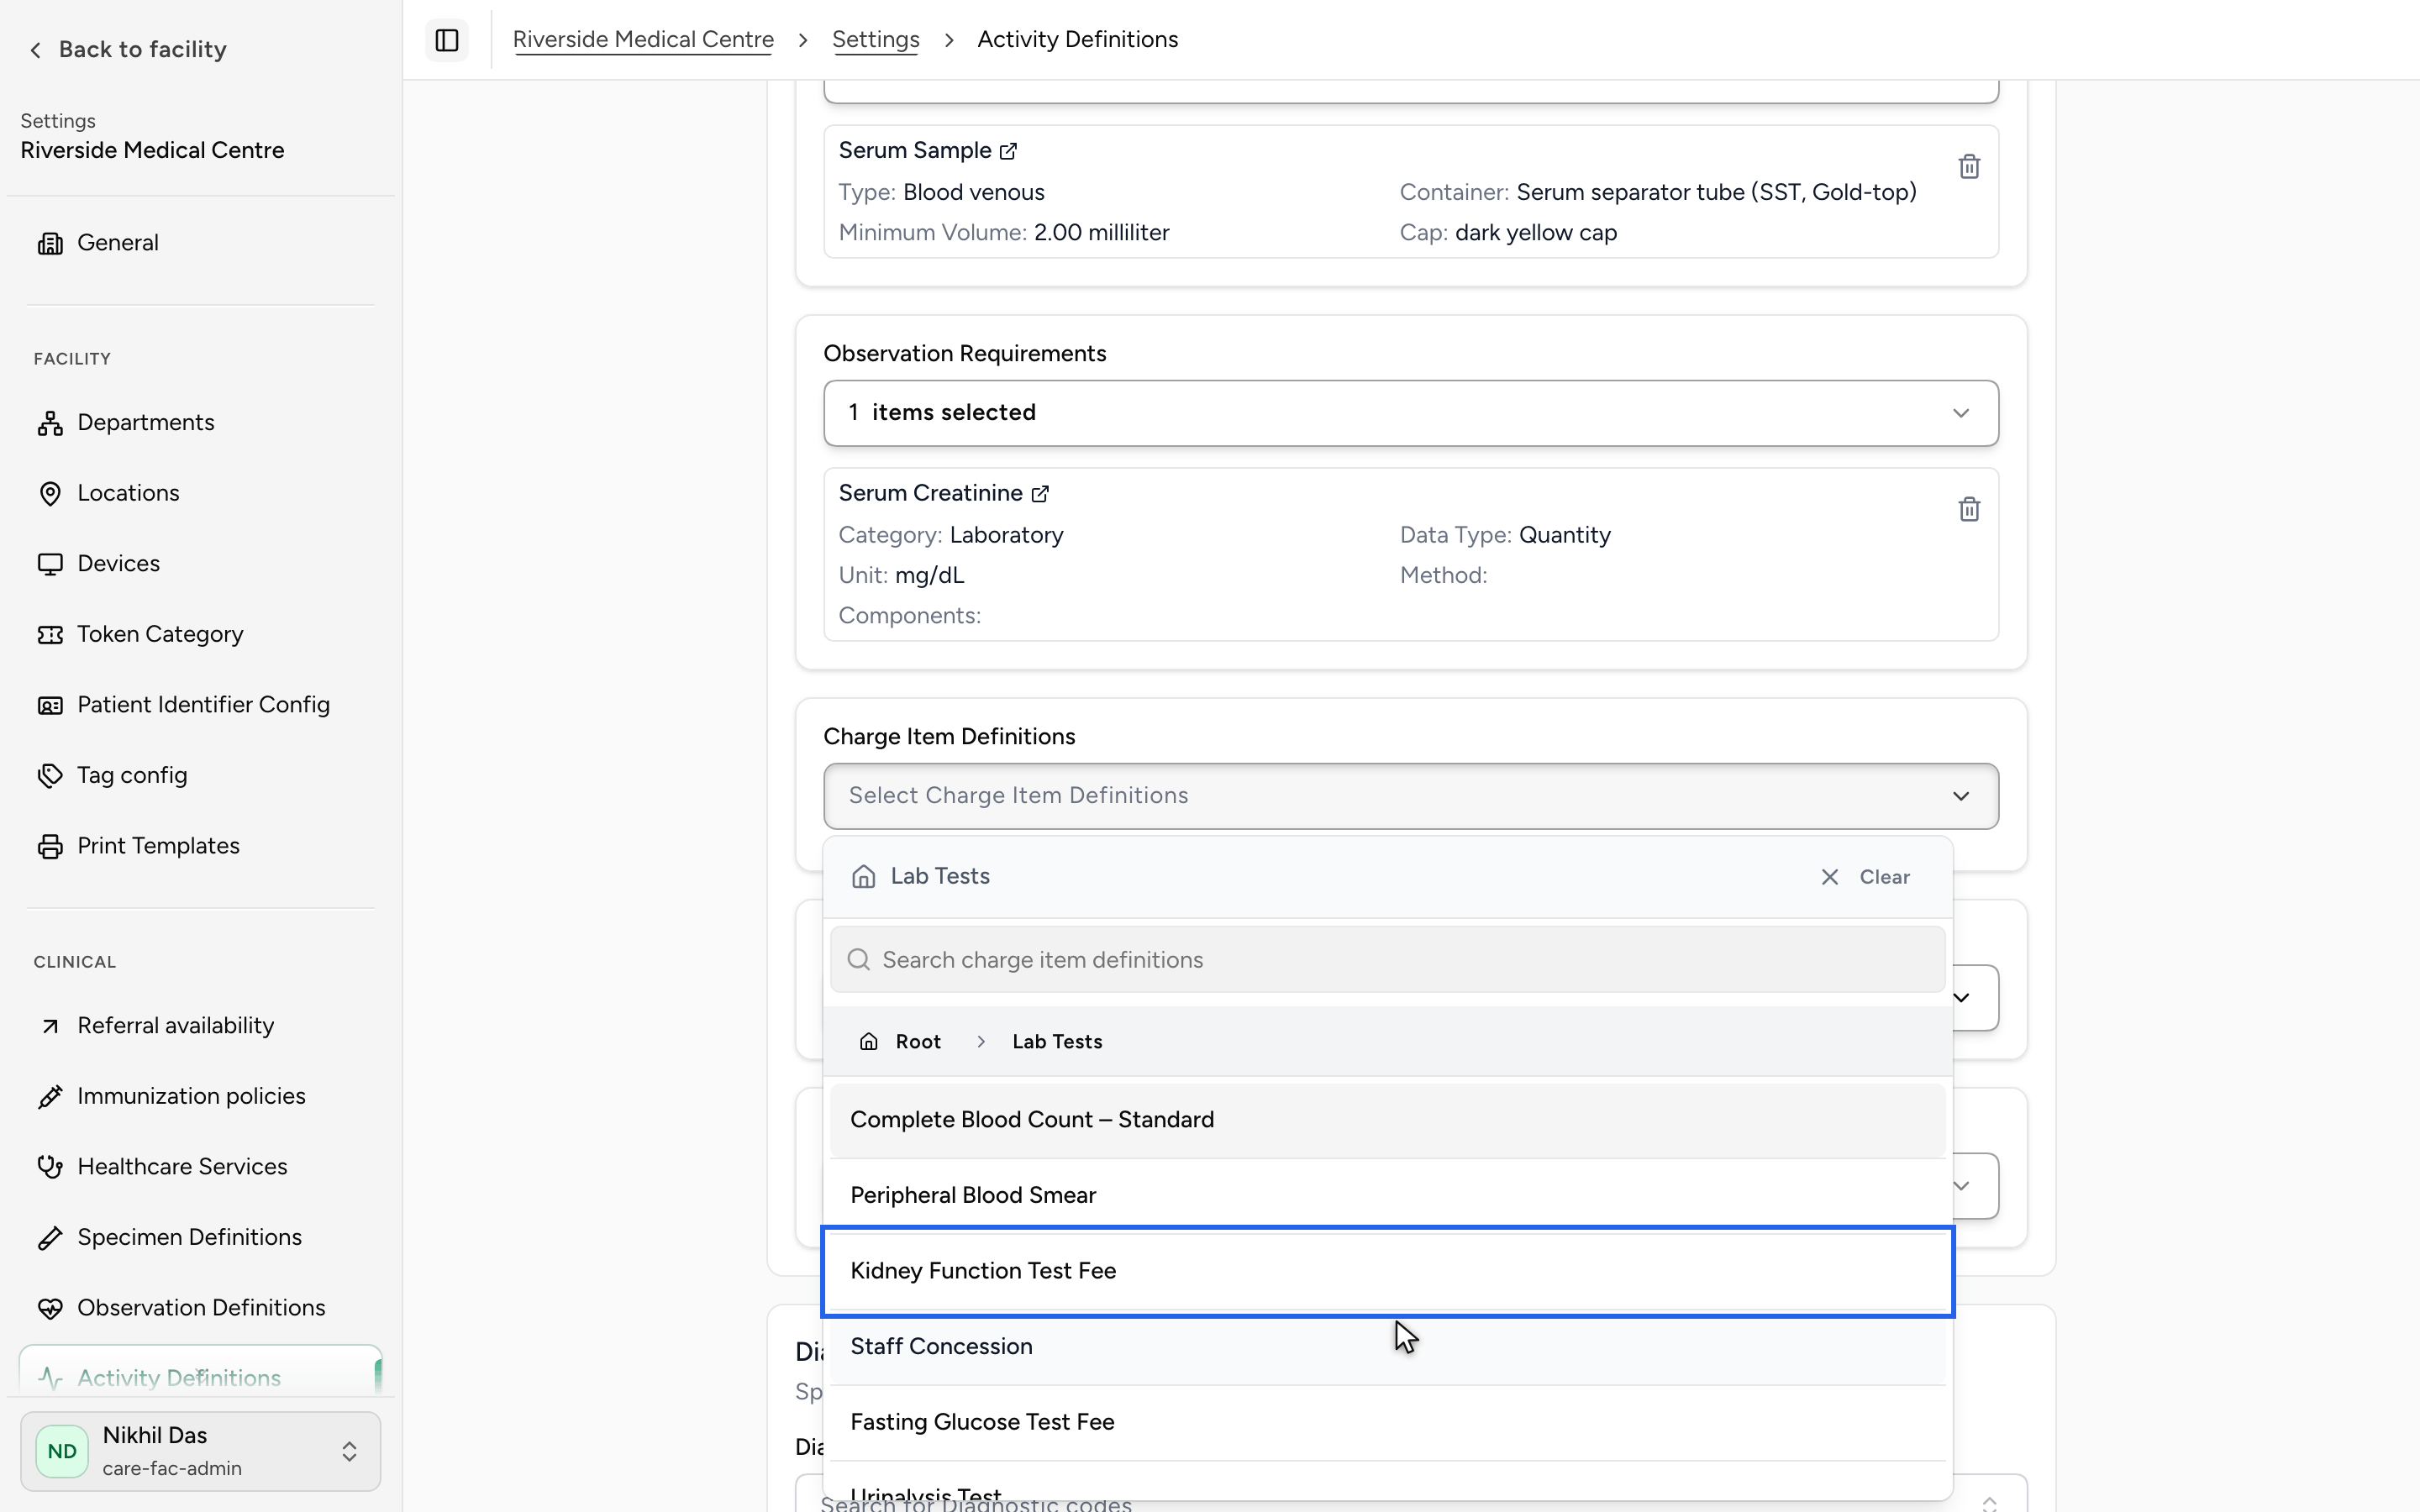 Back to facility
Settings
Riverside Medical Centre
General
FACILITY
Departments
Locations
Devices
Token Category
Patient Identifier Config
Tag config
Print Templates
CLINICAL
Referral availability
Immunization policies
Healthcare Services
Specimen Definitions
Observation Definitions
Activity Definitions
ND
Nikhil Das
care-fac-admin
Riverside Medical Centre > Settings > Activity Definitions
Serum Sample
Type: Blood venous
Container: Serum separator tube (SST, Gold-top)
Minimum Volume: 2.00 milliliter
Cap: dark yellow cap
Observation Requirements
1 items selected
Serum Creatinine
Category: Laboratory
Data Type: Quantity
Unit: mg/dL
Method:
Components:
Charge Item Definitions
Select Charge Item Definitions
Lab Tests
Clear
Search charge item definitions
Root > Lab Tests
Complete Blood Count – Standard
Peripheral Blood Smear
Kidney Function Test Fee
Staff Concession
Fasting Glucose Test Fee
Urinalysis Test
Search for Diagnostic codes